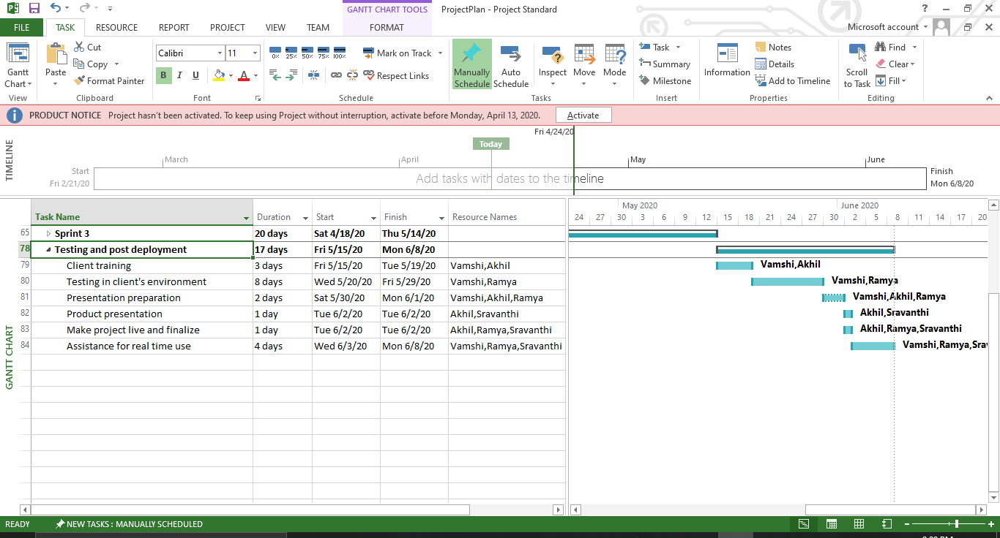 GANTT CHART TOOLS ProjectPlan - Project Standard ?
FILE TASK RESOURCE REPORT PROJECT VIEW TEAM FORMAT Microsoft account
Gantt Chart
View
Paste
Cut
Copy
Format Painter
Clipboard
Calibri 11
B I U A
Font
0% 25% 50% 75% 100%
Mark on Track
Respect Links
Schedule
Manually Schedule
Auto Schedule
Inspect
Move
Mode
Tasks
Task
Summary
Milestone
Insert
Information
Notes
Details
Add to Timeline
Properties
Scroll to Task
Find
Clear
Fill
Editing
PRODUCT NOTICE Project hasn't been activated. To keep using Project without interruption, activate before Monday, April 13, 2020. Activate
TIMELINE
Fri 4/24/20
Today
March April May June
Start
Fri 2/21/20
Add tasks with dates to the timeline
Finish
Mon 6/8/20
GANTT CHART
Task Name Duration Start Finish Resource Names
May 2020 June 2020
24 27 30 3 6 9 12 15 18 21 24 27 30 2 5 8 11 14 17 20
65 Sprint 3 20 days Sat 4/18/20 Thu 5/14/20
78 Testing and post deployment 17 days Fri 5/15/20 Mon 6/8/20
79 Client training 3 days Fri 5/15/20 Tue 5/19/20 Vamshi,Akhil Vamshi,Akhil
80 Testing in client's environment 8 days Wed 5/20/20 Fri 5/29/20 Vamshi,Ramya Vamshi,Ramya
81 Presentation preparation 2 days Sat 5/30/20 Mon 6/1/20 Vamshi,Akhil,Ramya Vamshi,Akhil,Ramya
82 Product presentation 1 day Tue 6/2/20 Tue 6/2/20 Akhil,Sravanthi Akhil,Sravanthi
83 Make project live and finalize 1 day Tue 6/2/20 Tue 6/2/20 Akhil,Ramya,Sravanthi Akhil,Ramya,Sravanthi
84 Assistance for real time use 4 days Wed 6/3/20 Mon 6/8/20 Vamshi,Ramya,Sravanthi Vamshi,Ramya,Srav
READY NEW TASKS : MANUALLY SCHEDULED